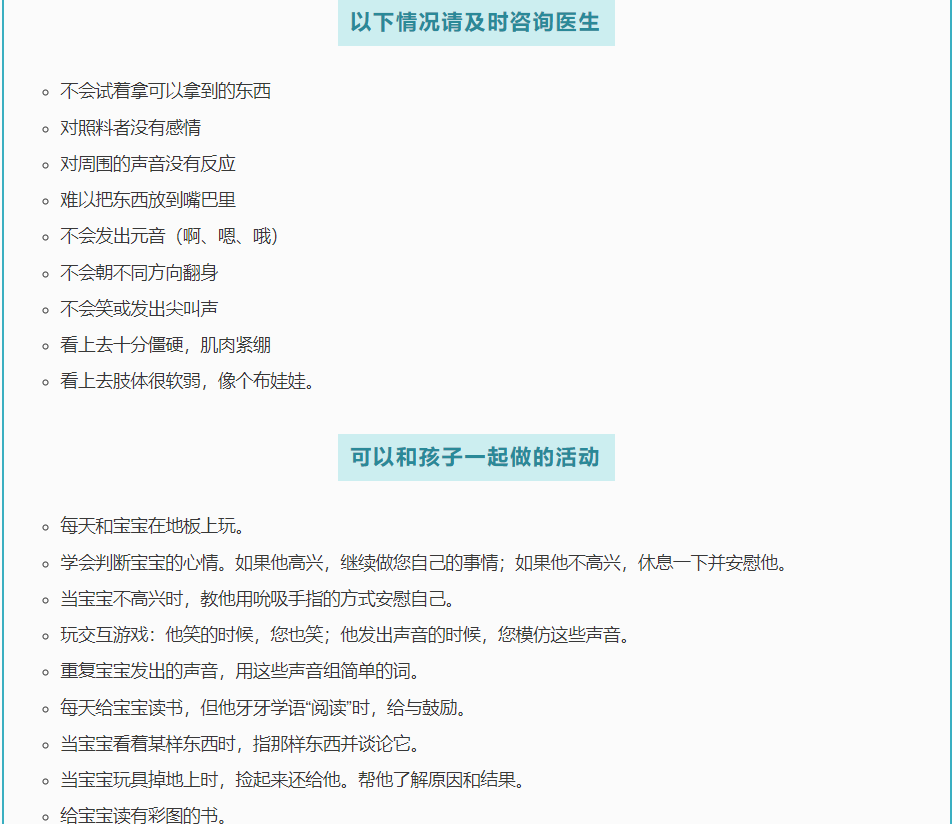 以下情况请及时咨询医生
不会试着拿可以拿到的东西
对照料者没有感情
对周围的声音没有反应
难以把东西放到嘴巴里
不会发出元音（啊、嗯、哦）
不会朝不同方向翻身
不会笑或发出尖叫声
看上去十分僵硬，肌肉紧绷
看上去肢体很软弱，像个布娃娃。
可以和孩子一起做的活动
每天和宝宝在地板上玩。
学会判断宝宝的心情。如果他高兴，继续做您自己的事情；如果他不高兴，休息一下并安慰他。
当宝宝不高兴时，教他用吮吸手指的方式安慰自己。
玩交互游戏：他笑的时候，您也笑；他发出声音的时候，您模仿这些声音。
重复宝宝发出的声音，用这些声音组简单的词。
每天给宝宝读书，但他牙牙学语“阅读”时，给与鼓励。
当宝宝看着某样东西时，指那样东西并谈论它。
当宝宝玩具掉地上时，捡起来还给他。帮他了解原因和结果。
给宝宝读有彩图的书。